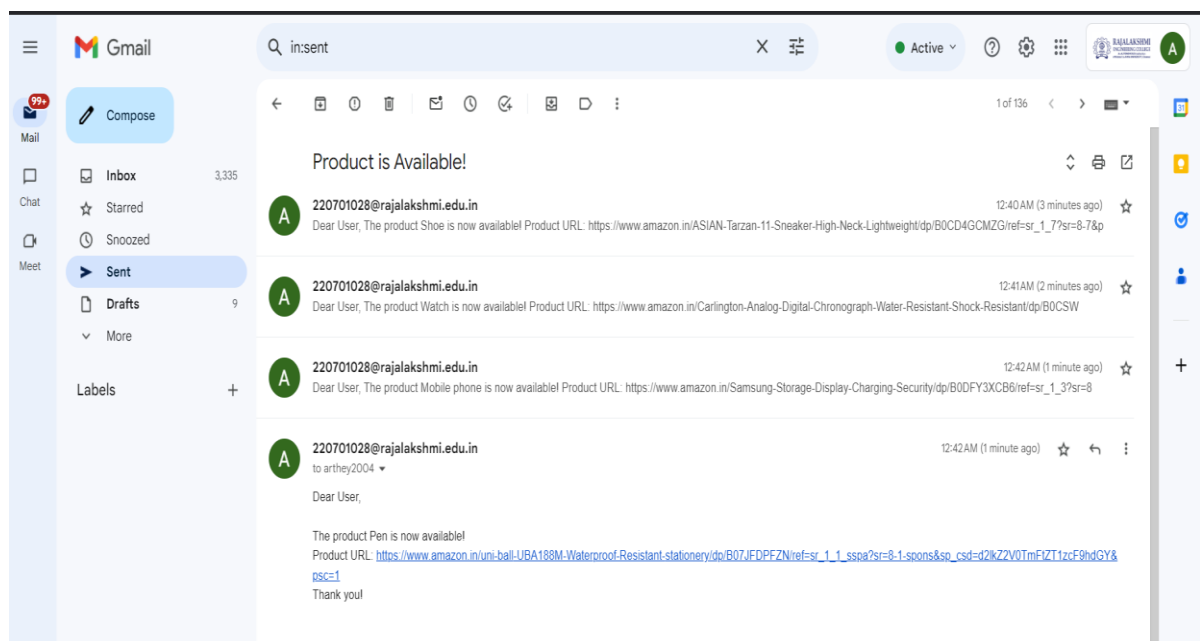 Gmail
in:sent
Active
RAJALAKSHMI
ENGINEERING COLLEGE
A
99+
Mail
Compose
1 of 136
31
Product is Available!
Inbox 3,335
Chat
Starred
A 220701028@rajalakshmi.edu.in 12:40 AM (3 minutes ago)
Dear User, The product Shoe is now available! Product URL: https://www.amazon.in/ASIAN-Tarzan-11-Sneaker-High-Neck-Lightweight/dp/B0CD4GCMZG/ref=sr_1_7?sr=8-7&p
Snoozed
Meet
Sent
A 220701028@rajalakshmi.edu.in 12:41 AM (2 minutes ago)
Dear User, The product Watch is now available! Product URL: https://www.amazon.in/Carlington-Analog-Digital-Chronograph-Water-Resistant-Shock-Resistant/dp/B0CSW
Drafts 9
More
Labels
A 220701028@rajalakshmi.edu.in 12:42 AM (1 minute ago)
Dear User, The product Mobile phone is now available! Product URL: https://www.amazon.in/Samsung-Storage-Display-Charging-Security/dp/B0DFY3XCB6/ref=sr_1_3?sr=8
A 220701028@rajalakshmi.edu.in 12:42 AM (1 minute ago)
to arthey2004
Dear User,
The product Pen is now available!
Product URL: https://www.amazon.in/uni-ball-UBA188M-Waterproof-Resistant-stationery/dp/B07JFDPFZN/ref=sr_1_1_sspa?sr=8-1-spons&sp_csd=d2lkZ2V0TmFtZT1zcF9hdGY&
psc=1
Thank you!